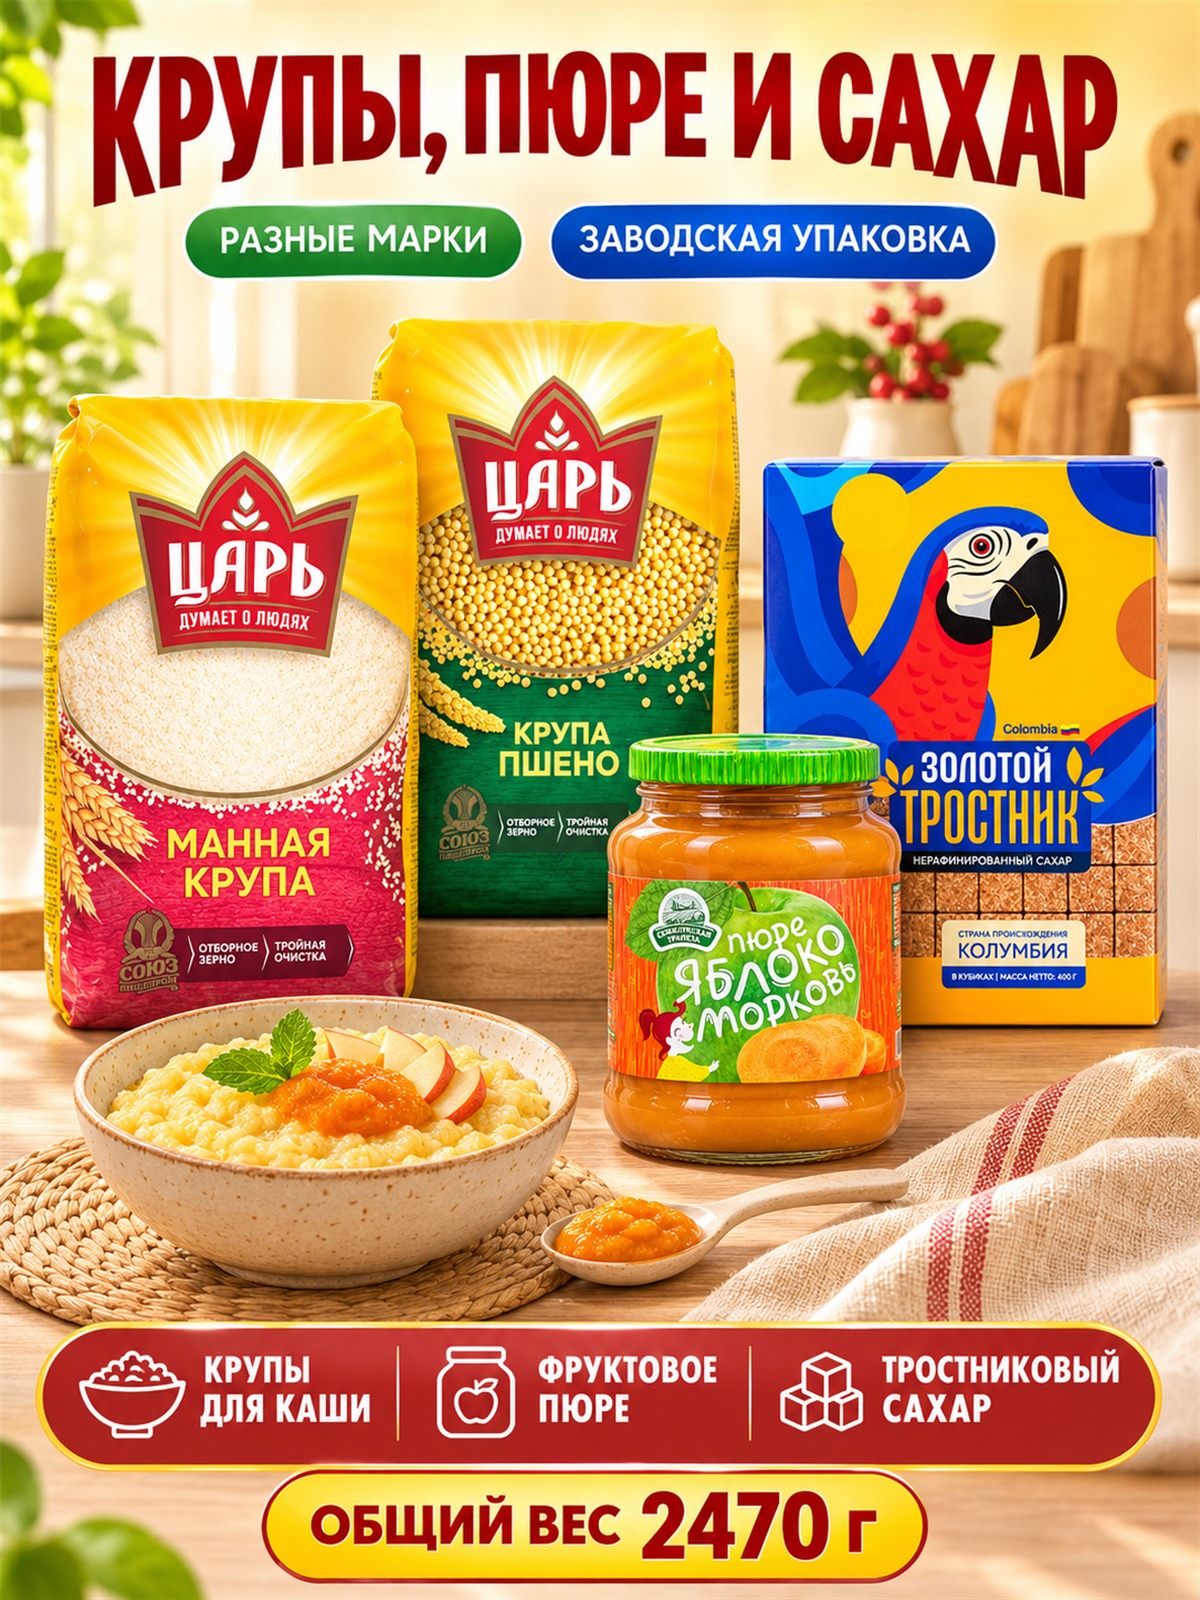 КРУПЫ, ПЮРЕ И САХАР
РАЗНЫЕ МАРКИ
ЗАВОДСКАЯ УПАКОВКА
ЦАРЬ
ДУМАЕТ О ЛЮДЯХ
КРУПА
ПШЕНО
СОЮЗ
ОТБОРНОЕ
ЗЕРНО
ТРОЙНАЯ
ОЧИСТКА
ЦАРЬ
ДУМАЕТ О ЛЮДЯХ
МАННАЯ
КРУПА
СОЮЗ
ОТБОРНОЕ
ЗЕРНО
ТРОЙНАЯ
ОЧИСТКА
Colombia
ЗОЛОТОЙ
ТРОСТНИК
НЕРАФИНИРОВАННЫЙ САХАР
СТРАНА ПРОИСХОЖДЕНИЯ
КОЛУМБИЯ
В КУБИКАХ | МАССА НЕТТО: 400 Г
пюре
ЯБЛОКО
МОРКОВЬ
КРУПЫ
ДЛЯ КАШИ
ФРУКТОВОЕ
ПЮРЕ
ТРОСТНИКОВЫЙ
САХАР
ОБЩИЙ ВЕС 2470 г